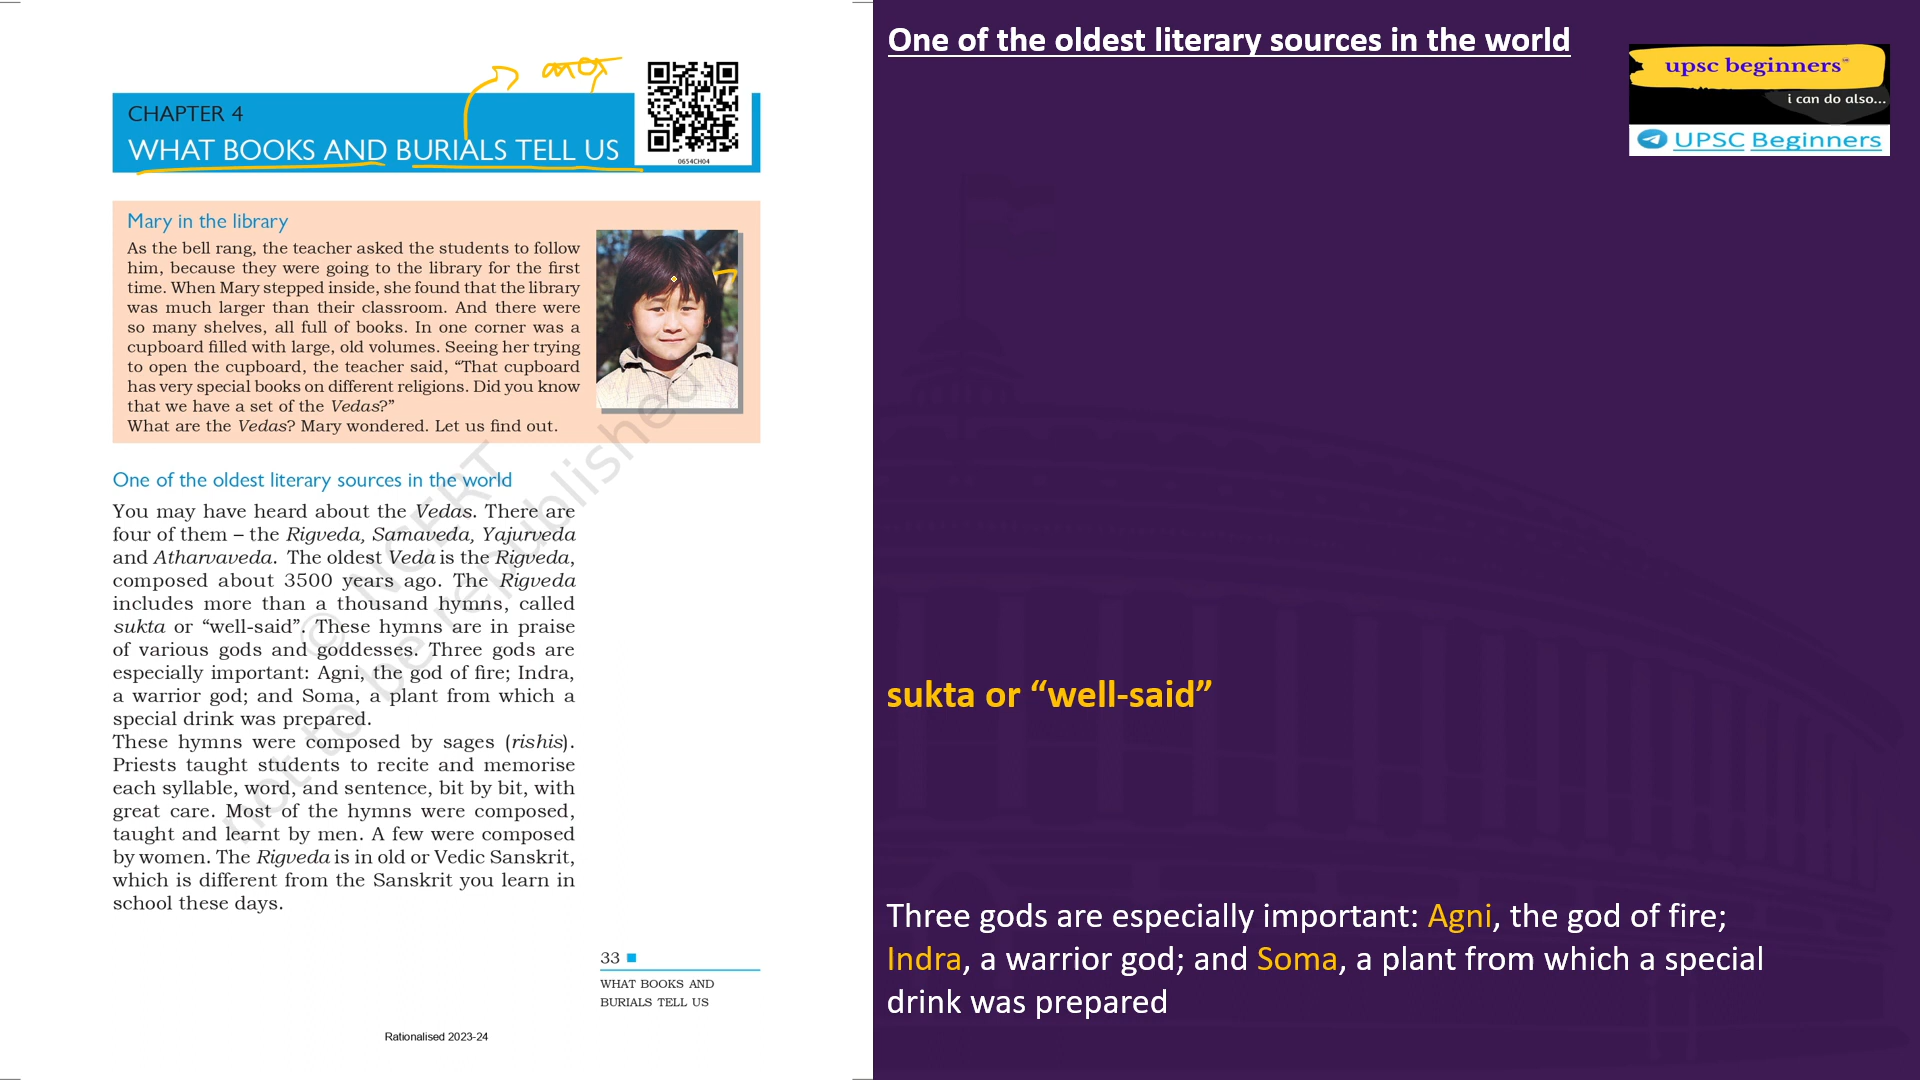 CHAPTER 4
WHAT BOOKS AND BURIALS TELL US
0654CH04
Mary in the library
As the bell rang, the teacher asked the students to follow
him, because they were going to the library for the first
time. When Mary stepped inside, she found that the library
was much larger than their classroom. And there were
so many shelves, all full of books. In one corner was a
cupboard filled with large, old volumes. Seeing her trying
to open the cupboard, the teacher said, “That cupboard
has very special books on different religions. Did you know
that we have a set of the Vedas?”
What are the Vedas? Mary wondered. Let us find out.
One of the oldest literary sources in the world
You may have heard about the Vedas. There are
four of them – the Rigveda, Samaveda, Yajurveda
and Atharvaveda. The oldest Veda is the Rigveda,
composed about 3500 years ago. The Rigveda
includes more than a thousand hymns, called
sukta or “well-said”. These hymns are in praise
of various gods and goddesses. Three gods are
especially important: Agni, the god of fire; Indra,
a warrior god; and Soma, a plant from which a
special drink was prepared.
These hymns were composed by sages (rishis).
Priests taught students to recite and memorise
each syllable, word, and sentence, bit by bit, with
great care. Most of the hymns were composed,
taught and learnt by men. A few were composed
by women. The Rigveda is in old or Vedic Sanskrit,
which is different from the Sanskrit you learn in
school these days.
© NCERT
not to be republished
33
WHAT BOOKS AND
BURIALS TELL US
Rationalised 2023-24
One of the oldest literary sources in the world
upsc beginners
i can do also...
UPSC Beginners
sukta or “well-said”
Three gods are especially important: Agni, the god of fire;
Indra, a warrior god; and Soma, a plant from which a special
drink was prepared